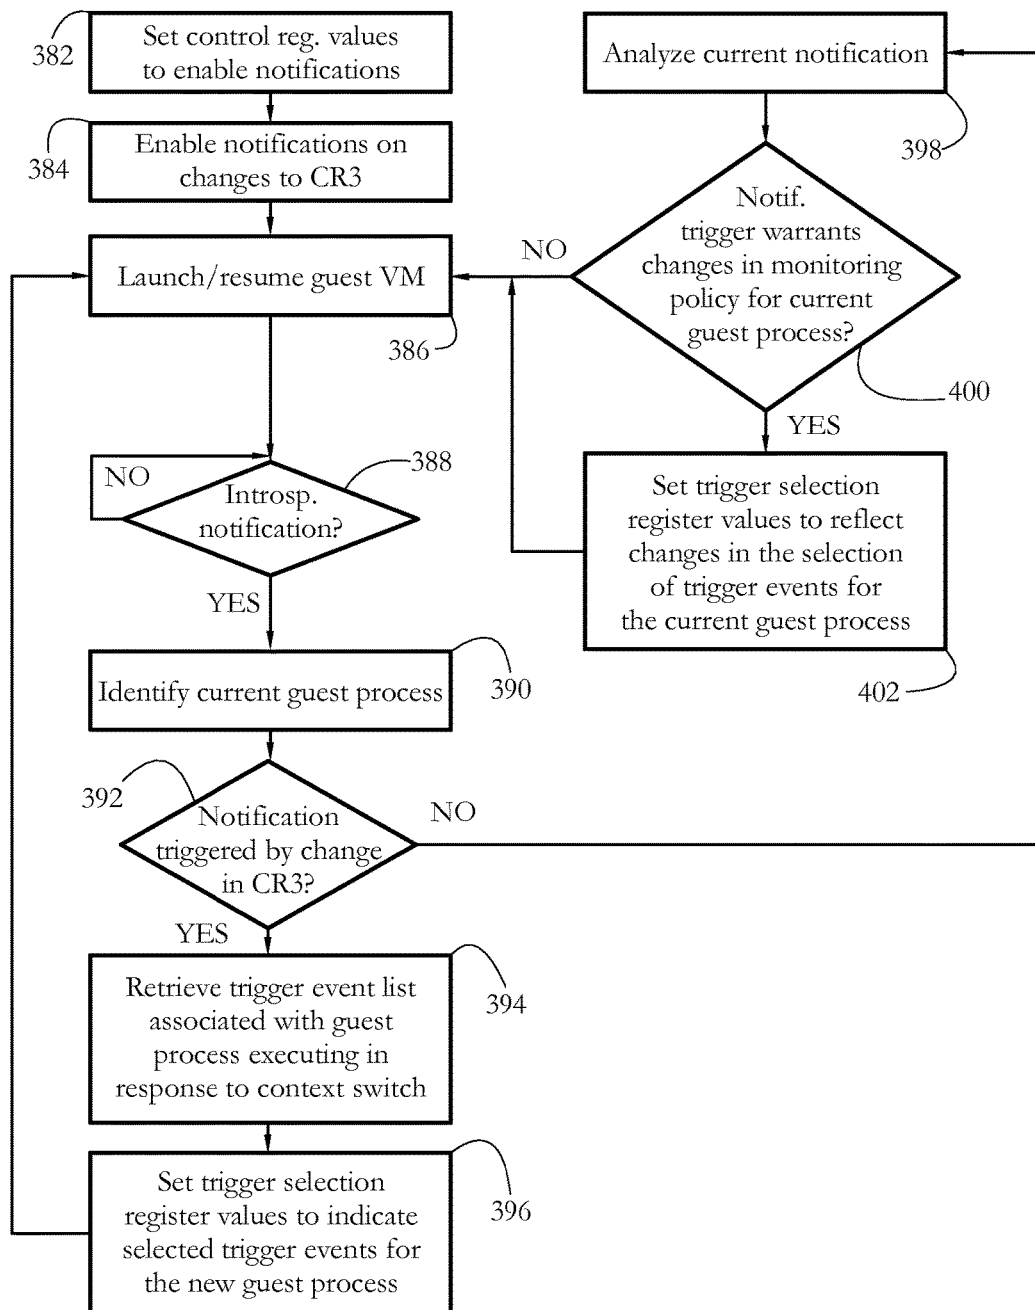 382
Set control reg. values
to enable notifications
384
Enable notifications on
changes to CR3
Launch/resume guest VM
386
NO
388
Introsp.
notification?
YES
Identify current guest process
390
392
Notification
triggered by change
in CR3?
NO
YES
Retrieve trigger event list
associated with guest
process executing in
response to context switch
394
Set trigger selection
register values to indicate
selected trigger events for
the new guest process
396
Analyze current notification
398
Notif.
trigger warrants
changes in monitoring
policy for current
guest process?
NO
400
YES
Set trigger selection
register values to reflect
changes in the selection
of trigger events for
the current guest process
402